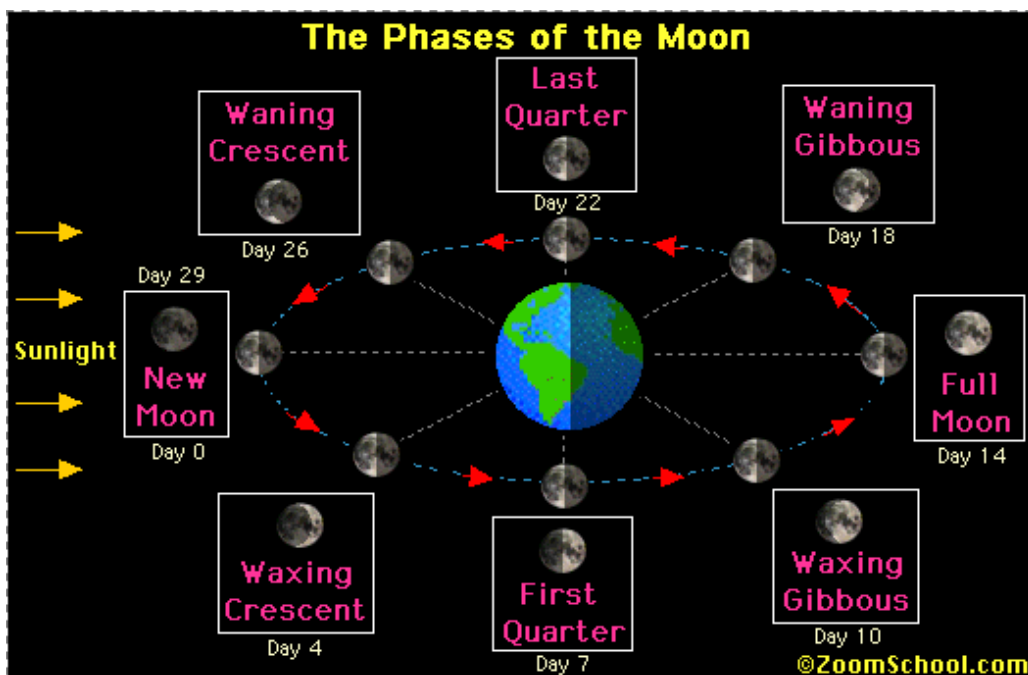 The Phases of the Moon
Last
Quarter
Day 22
Waning
Crescent
Day 26
Waning
Gibbous
Day 18
Day 29
New
Moon
Day 0
Sunlight
Full
Moon
Day 14
Waxing
Crescent
Day 4
First
Quarter
Day 7
Waxing
Gibbous
Day 10
©ZoomSchool.com